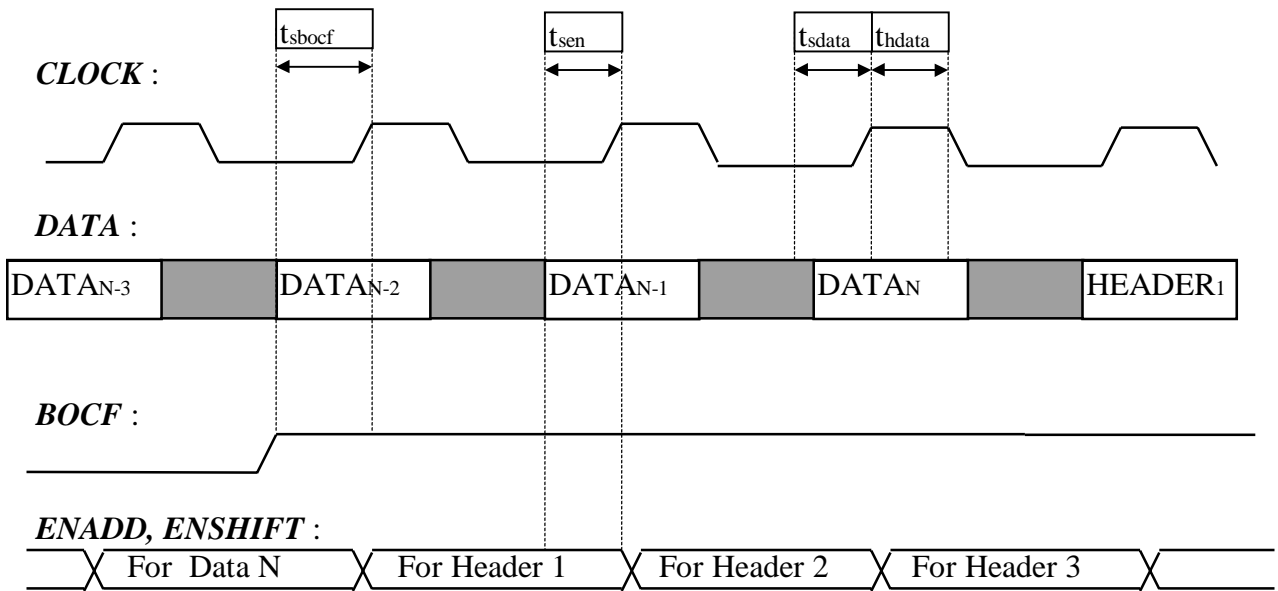 tsbocf tsen tsdata thdata
CLOCK :
DATA :
DATAN-3 DATAN-2 DATAN-1 DATAN HEADER1
BOCF :
ENADD, ENSHIFT :
For Data N For Header 1 For Header 2 For Header 3